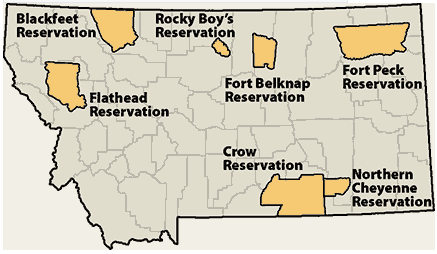 Blackfeet
Reservation
Rocky Boy's
Reservation
Flathead
Reservation
Fort Belknap
Reservation
Fort Peck
Reservation
Crow
Reservation
Northern
Cheyenne
Reservation